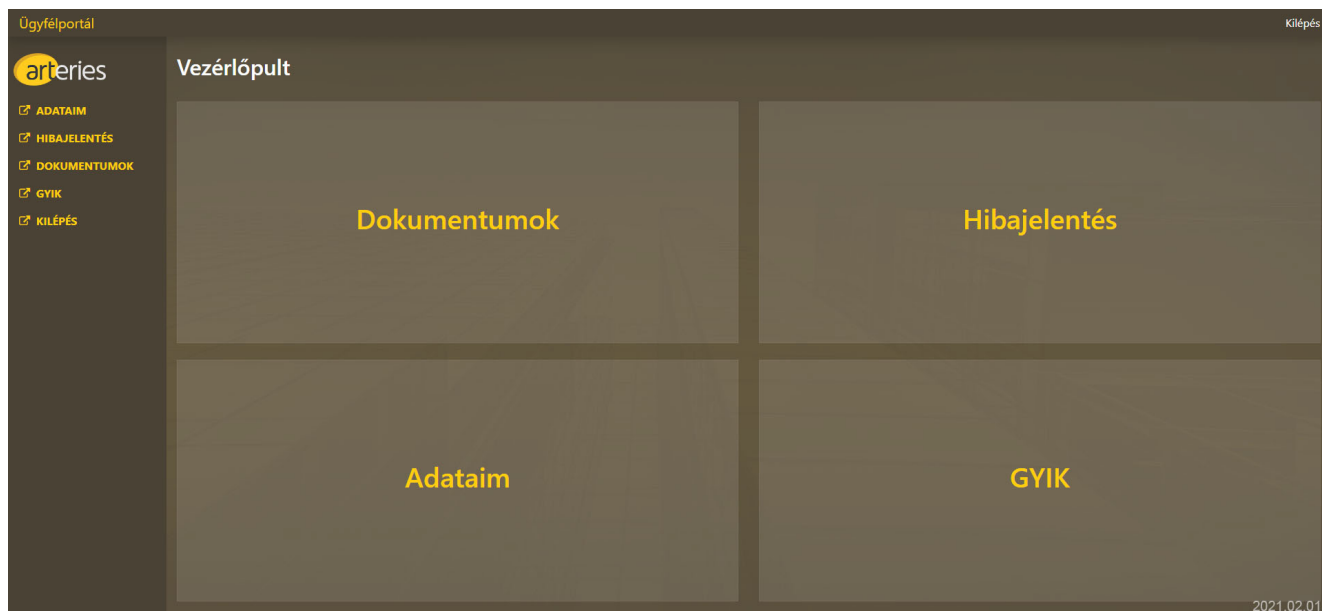 Ügyfélportál
Kilépés
arteries
Vezérlőpult
ADATAIM
HIBAJELENTÉS
DOKUMENTUMOK
GYIK
KILÉPÉS
Dokumentumok
Hibajelentés
Adataim
GYIK
2021.02.01